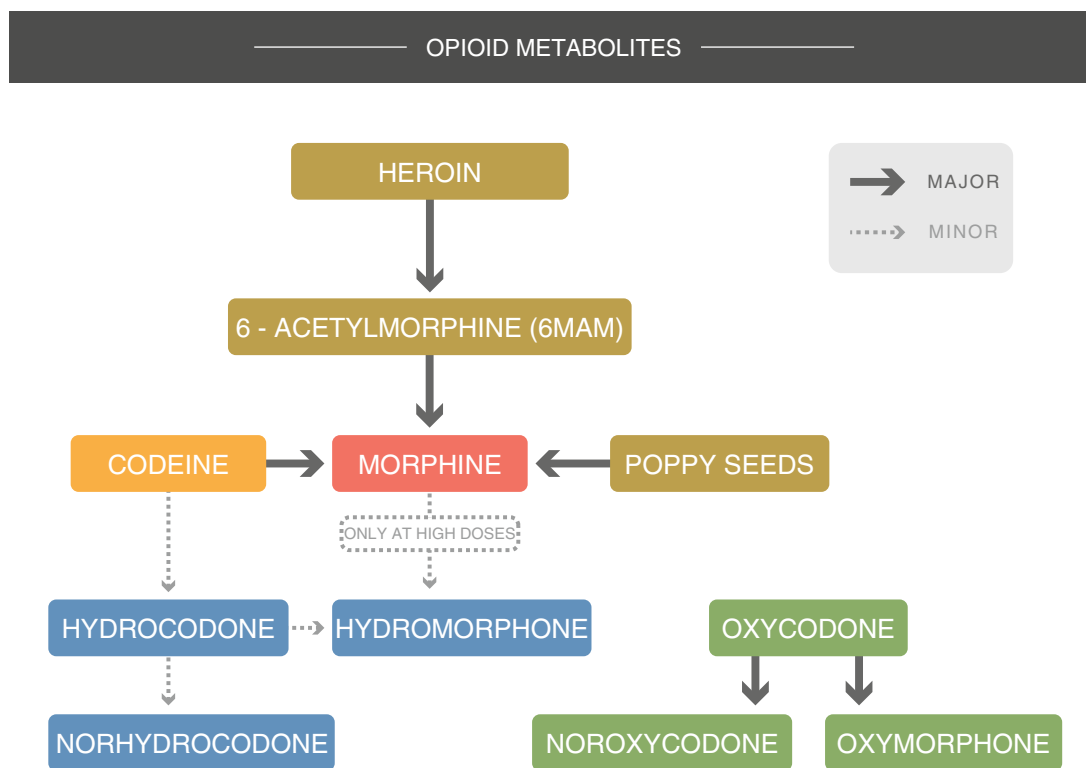 OPIOID METABOLITES
HEROIN
MAJOR
MINOR
6 - ACETYLMORPHINE (6MAM)
CODEINE
MORPHINE
POPPY SEEDS
ONLY AT HIGH DOSES
HYDROCODONE
HYDROMORPHONE
OXYCODONE
NORHYDROCODONE
NOROXYCODONE
OXYMORPHONE